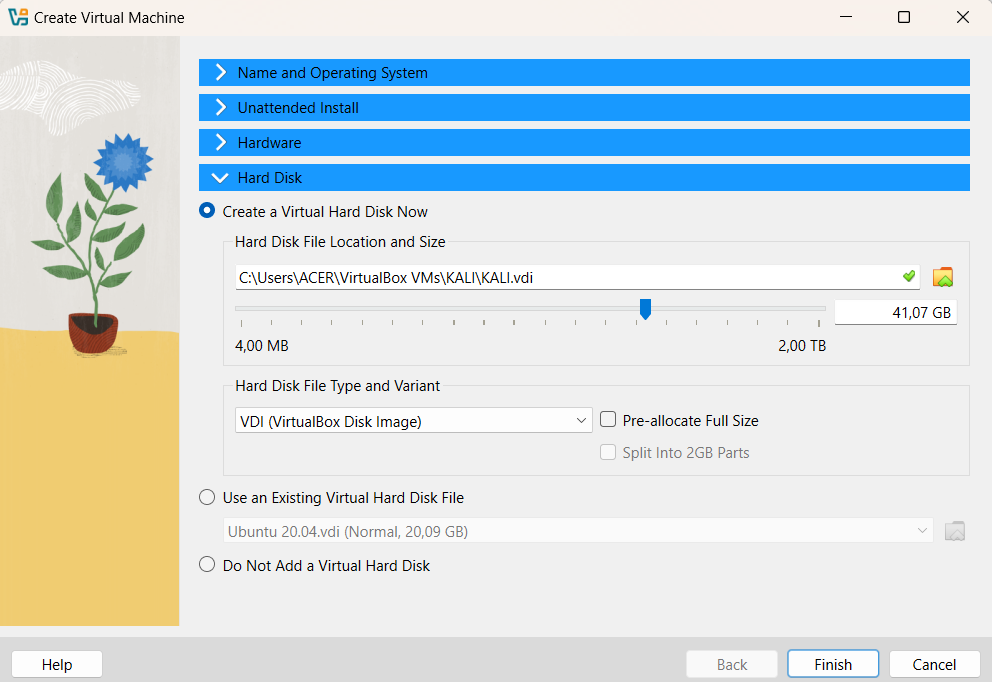 Create Virtual Machine
Name and Operating System
Unattended Install
Hardware
Hard Disk
Create a Virtual Hard Disk Now
Hard Disk File Location and Size
C:\Users\ACER\VirtualBox VMs\KALI\KALI.vdi
41,07 GB
4,00 MB 2,00 TB
Hard Disk File Type and Variant
VDI (VirtualBox Disk Image) Pre-allocate Full Size
Split Into 2GB Parts
Use an Existing Virtual Hard Disk File
Ubuntu 20.04.vdi (Normal, 20,09 GB)
Do Not Add a Virtual Hard Disk
Help Back Finish Cancel